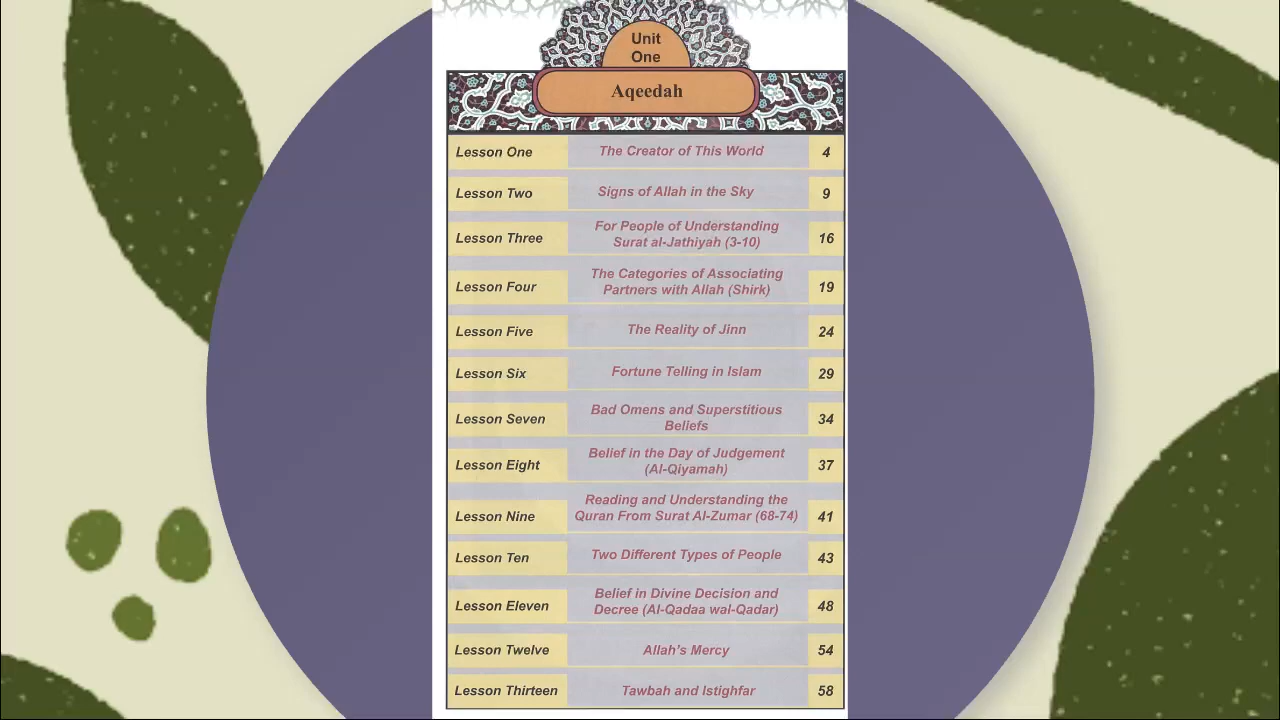 Unit
One
Aqeedah
Lesson One The Creator of This World 4
Lesson Two Signs of Allah in the Sky 9
For People of Understanding
Lesson Three Surat al-Jathiyah (3-10) 16
The Categories of Associating
Lesson Four Partners with Allah (Shirk) 19
Lesson Five The Reality of Jinn 24
Lesson Six Fortune Telling in Islam 29
Bad Omens and Superstitious
Lesson Seven Beliefs 34
Belief in the Day of Judgement
Lesson Eight (Al-Qiyamah) 37
Reading and Understanding the
Lesson Nine Quran From Surat Al-Zumar (68-74) 41
Lesson Ten Two Different Types of People 43
Belief in Divine Decision and
Lesson Eleven Decree (Al-Qadaa wal-Qadar) 48
Lesson Twelve Allah's Mercy 54
Lesson Thirteen Tawbah and Istighfar 58